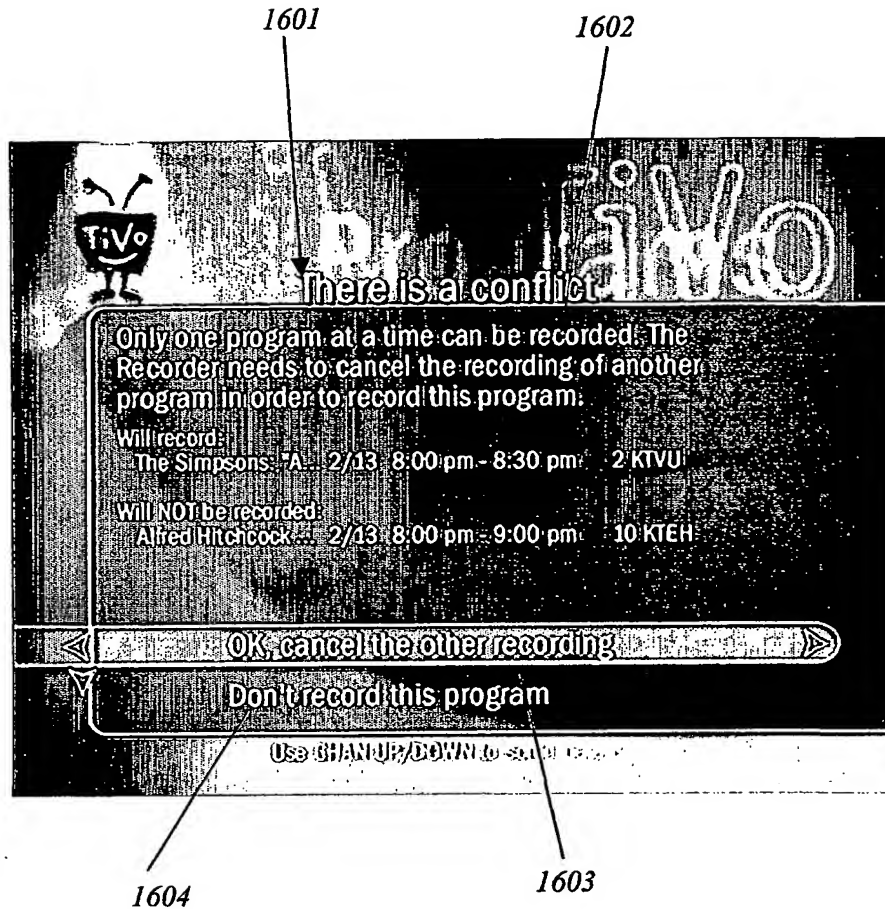 1601
1602
TiVo
There is a conflict
Only one program at a time can be recorded. The
Recorder needs to cancel the recording of another
program in order to record this program.
Will record:
The Simpsons "A... 2/13 8:00 pm - 8:30 pm 2 KTVU
Will NOT be recorded:
Alfred Hitchcock... 2/13 8:00 pm - 9:00 pm 10 KTEH
OK, cancel the other recording
Don't record this program
Use CHAN UP/DOWN to
1604
1603